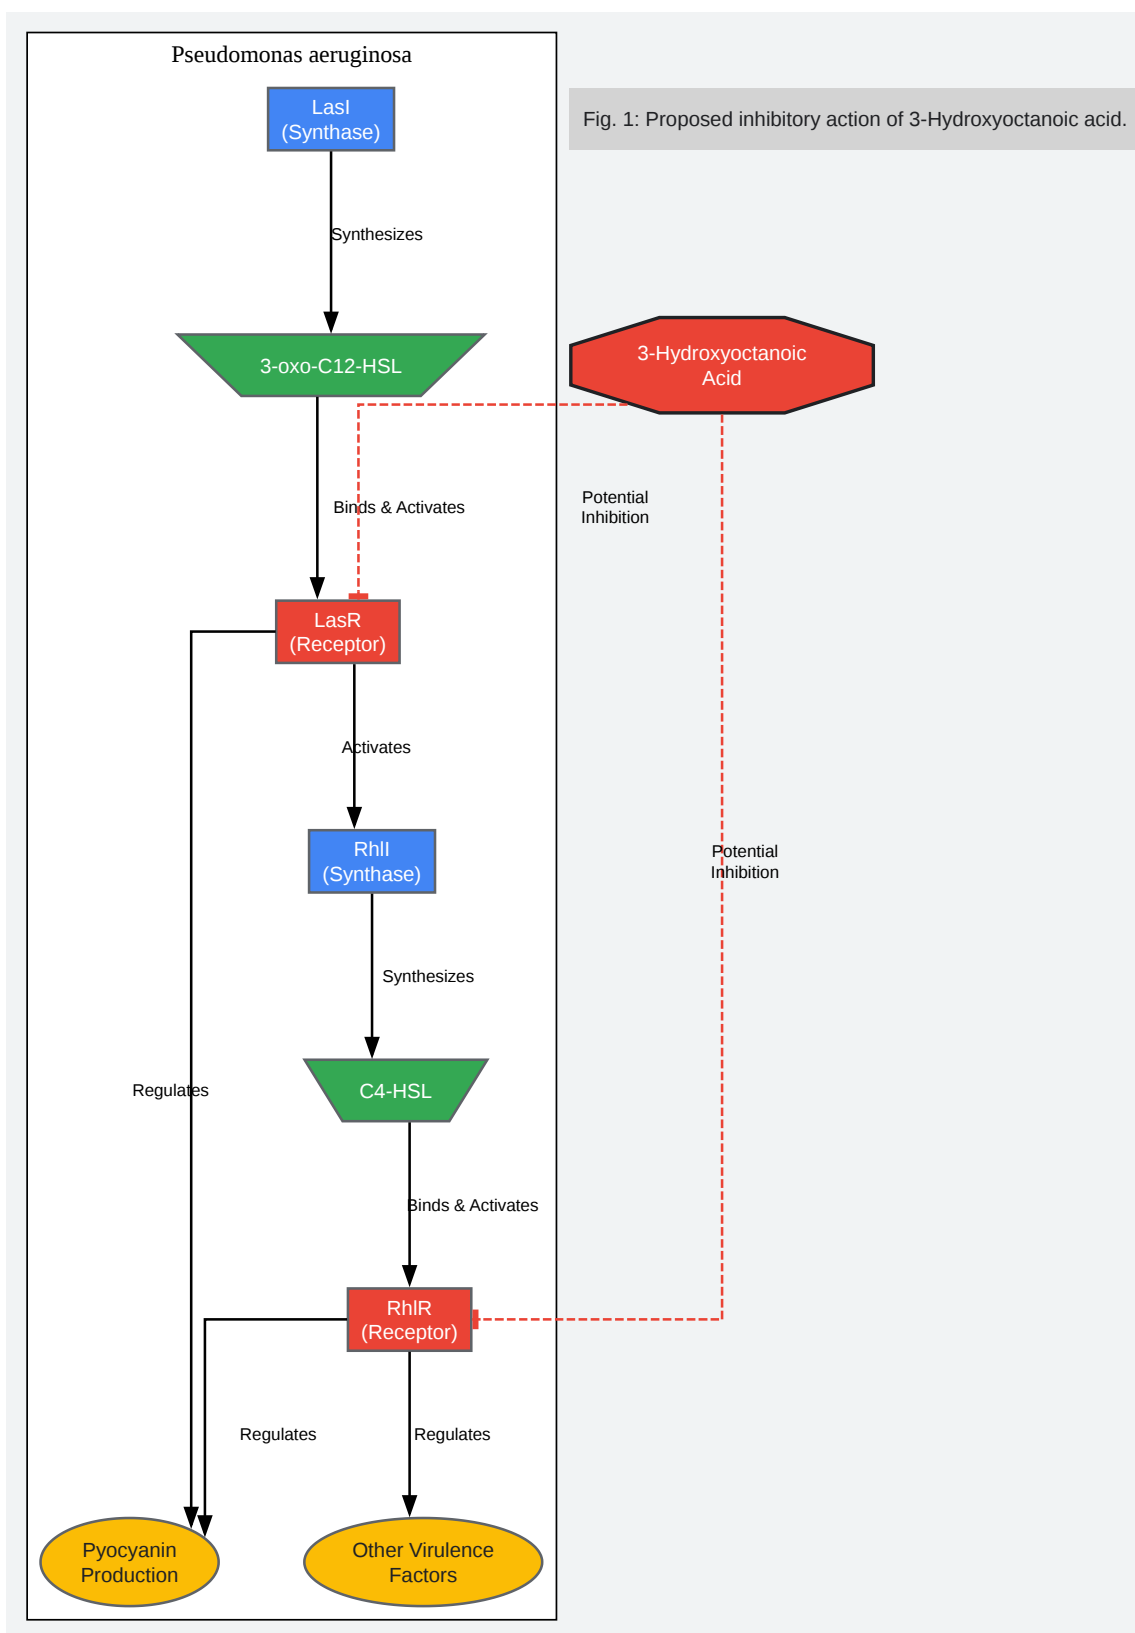 Pseudomonas aeruginosa
LasI
(Synthase)
Fig. 1: Proposed inhibitory action of 3-Hydroxyoctanoic acid.
Synthesizes
3-oxo-C12-HSL
3-Hydroxyoctanoic
Acid
Binds & Activates
Potential
Inhibition
LasR
(Receptor)
Activates
RhlI
(Synthase)
Potential
Inhibition
Synthesizes
C4-HSL
Regulates
Binds & Activates
RhlR
(Receptor)
Regulates
Regulates
Pyocyanin
Production
Other Virulence
Factors